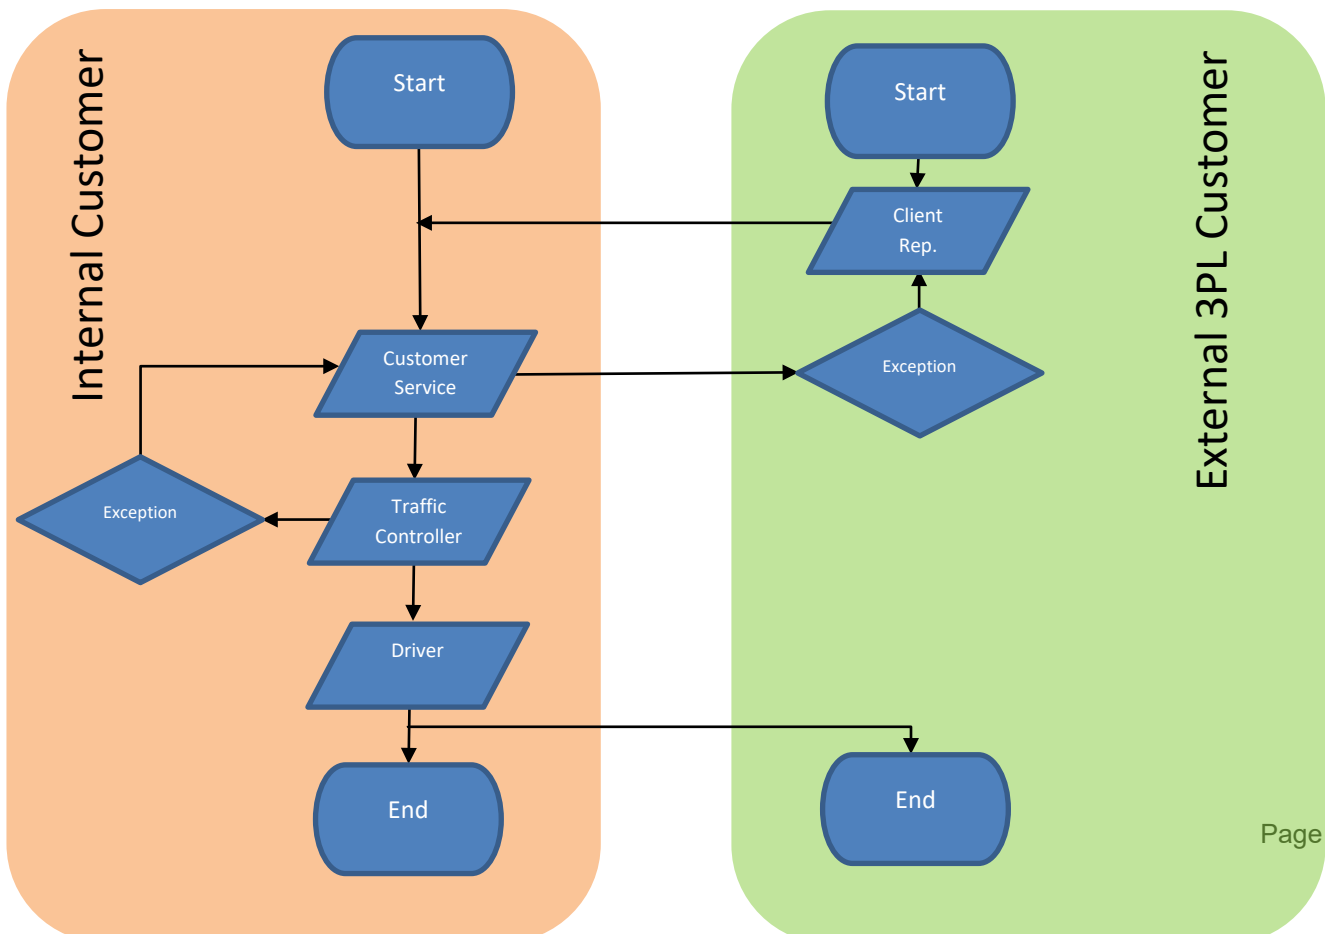 Internal Customer
Start
Customer
Service
Exception
Traffic
Controller
Driver
End
External 3PL Customer
Start
Client
Rep.
Exception
End
Page